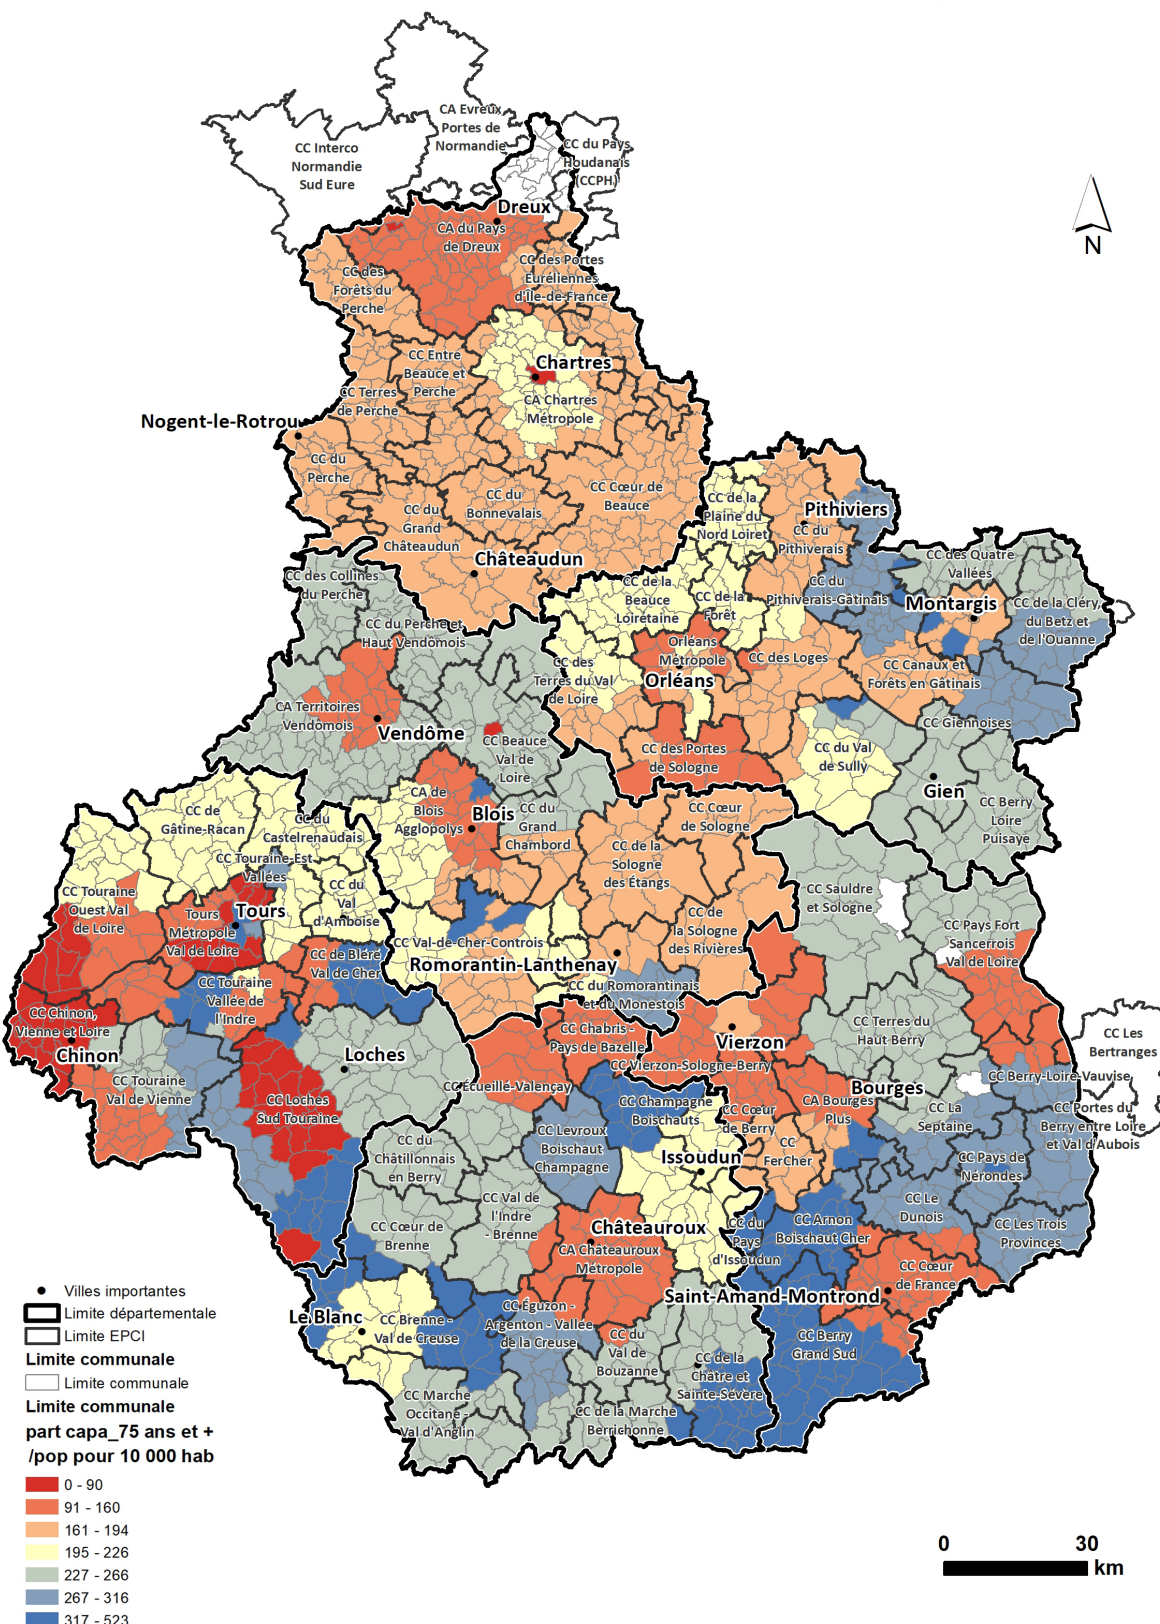 CA Evreux
Portes de
Normandie
CC Interco
Normandie
Sud Eure
CC du Pays
Houdanais
(CCPH)
Dreux
CA du Pays
de Dreux
N
CC des Portes
Euréliennes
d'Île-de-France
CC des
Forêts du
Perche
CC Entre
Beauce et
Perche
Chartres
CC Terres
de Perche
CA Chartres
Métropole
Nogent-le-Rotrou
CC du
Perche
CC du
Bonnevalais
CC Cœur de
Beauce
CC du
Grand
Châteaudun
CC de la
Plaine du
Nord Loiret
Pithiviers
CC du
Pithiverais
Châteaudun
CC des Collines
du Perche
CC des Quatre
Vallées
CC de la
Beauce
Loirétaine
CC de la
Forêt
CC du
Pithiverais-Gâtinais
Montargis
CC de la Cléry,
du Betz et
de l'Ouanne
CC du Perche et
Haut Vendômois
Orléans
Métropole
Orléans
CC des Loges
CC Canaux et
Forêts en Gâtinais
CC des
Terres du Val
de Loire
CA Territoires
Vendômois
Vendôme
CC Beauce
Val de
Loire
CC des Portes
de Sologne
CC du Val
de Sully
CC Giennoises
Gien
CC Berry
Loire
Puisaye
CA de
Blois
Agglopolys
Blois
CC du
Grand
Chambord
CC Cœur
de Sologne
CC de
Gâtine-Racan
CC du
Castelrenaudais
CC de la
Sologne
des Étangs
CC Touraine-Est
Vallées
CC Touraine
Ouest Val
de Loire
Tours
Métropole
Val de Loire
Tours
CC du
Val
d'Amboise
CC Sauldre
et Sologne
CC Pays Fort
Sancerrois
Val de Loire
CC de
la Sologne
des Rivières
CC de Bléré
Val de Cher
CC Val-de-Cher-Controis
Romorantin-Lanthenay
CC du Romorantinais
et du Monestois
CC Touraine
Vallée de
l'Indre
CC Chinon,
Vienne et Loire
Chinon
CC Touraine
Val de Vienne
Loches
CC Loches
Sud Touraine
CC Chabris -
Pays de Bazelle
CC Écueillé-Valençay
Vierzon
CC Vierzon-Sologne-Berry
CC Terres du
Haut Berry
CC Les
Bertranges
Bourges
CC Berry-Loire-Vauvise
CA Bourges
Plus
CC La
Septaine
CC Portes du
Berry entre Loire
et Val d'Aubois
CC Champagne
Boischauts
CC Cœur
de Berry
CC Levroux
Boischaut
Champagne
CC
FerCher
Issoudun
CC Pays de
Nérondes
CC du
Châtillonnais
en Berry
CC Val de
l'Indre
- Brenne
CC Le
Dunois
CC Les Trois
Provinces
CC Cœur de
Brenne
Châteauroux
CA Châteauroux
Métropole
CC du
Pays
d'Issoudun
CC Arnon
Boischaut Cher
CC Cœur
de France
Saint-Amand-Montrond
Le Blanc
CC Brenne -
Val de Creuse
CC Éguzon -
Argenton - Vallée
de la Creuse
CC du
Val de
Bouzanne
CC Berry
Grand Sud
CC de la
Châtre et
Sainte-Sévère
CC Marche
Occitane -
Val d'Anglin
CC de la Marche
Berrichonne
Villes importantes
Limite départementale
Limite EPCI
Limite communale
Limite communale
Limite communale
part capa_75 ans et +
/pop pour 10 000 hab
0 - 90
91 - 160
161 - 194
195 - 226
227 - 266
267 - 316
317 - 523
0 30
km